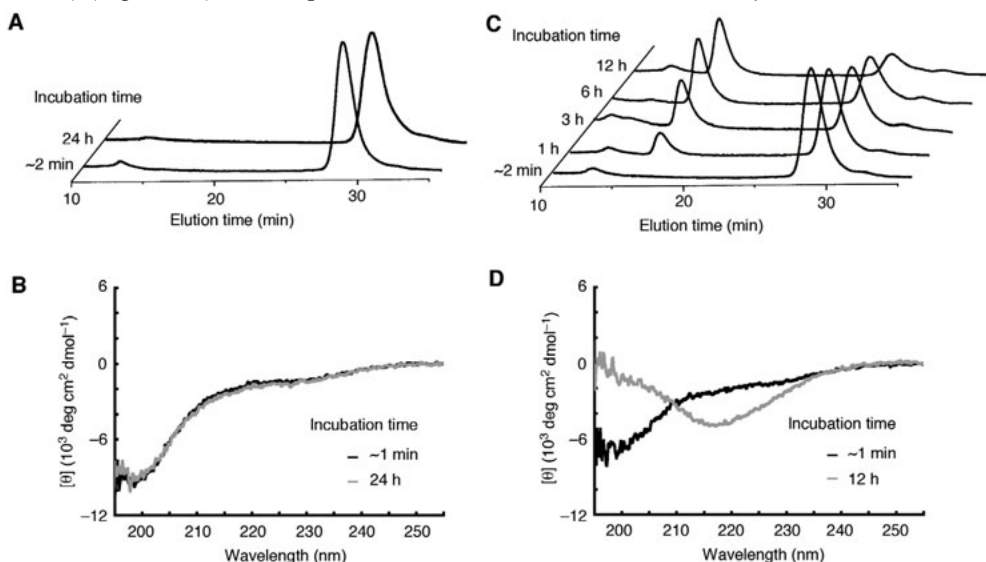 A
Incubation time
24 h
~2 min
10
20
30
Elution time (min)
C
Incubation time
12 h
6 h
3 h
1 h
~2 min
10
20
30
Elution time (min)
B
[θ] (10³ deg cm² dmol⁻¹)
6
0
−6
−12
Incubation time
~1 min
24 h
200 210 220 230 240 250
Wavelength (nm)
D
[θ] (10³ deg cm² dmol⁻¹)
6
0
−6
−12
Incubation time
~1 min
12 h
200 210 220 230 240 250
Wavelength (nm)